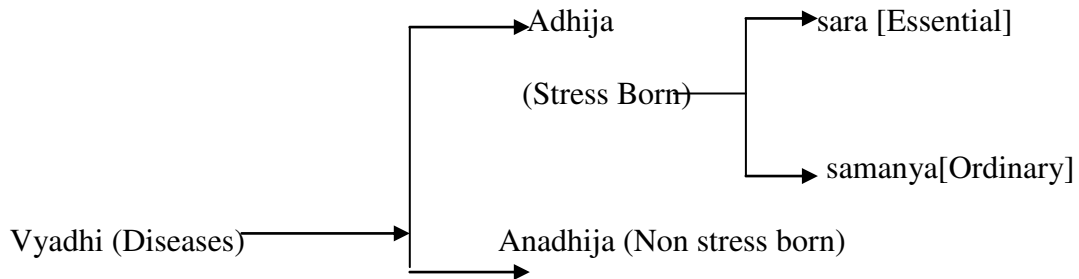 Adhija sara [Essential]
(Stress Born)
samanya[Ordinary]
Vyadhi (Diseases) Anadhija (Non stress born)